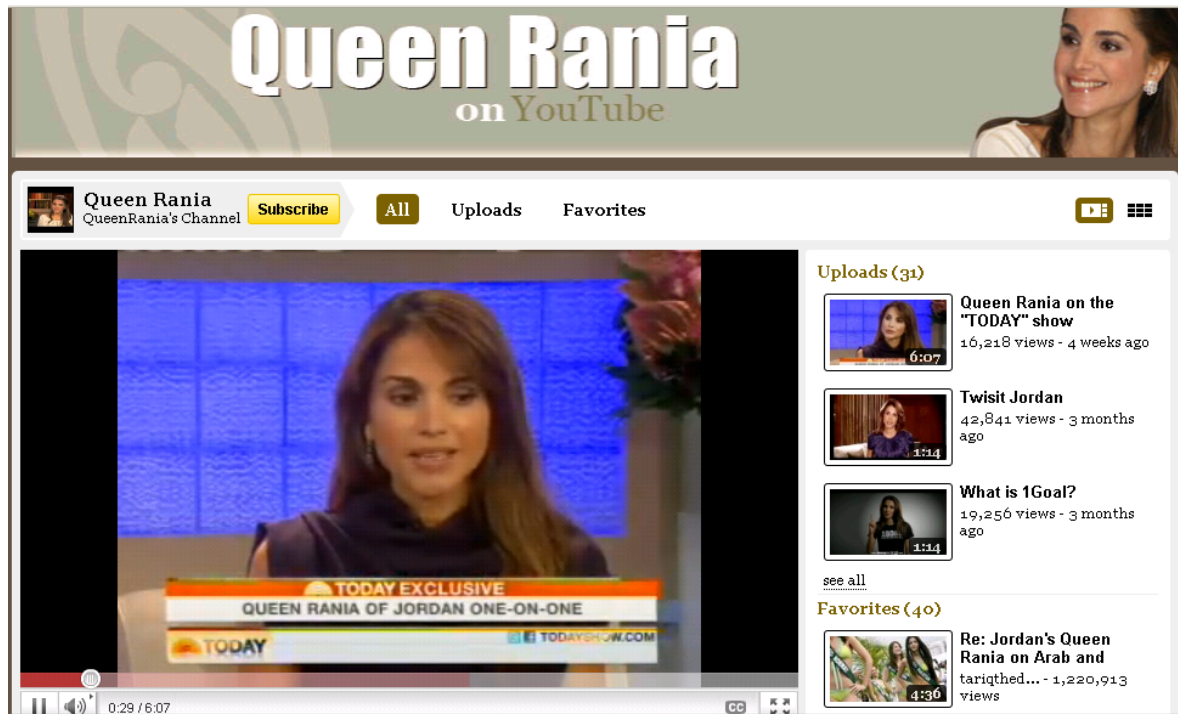 Queen Rania
on YouTube
Queen Rania
QueenRania's Channel
Subscribe
All
Uploads
Favorites
TODAY EXCLUSIVE
QUEEN RANIA OF JORDAN ONE-ON-ONE
TODAY
TODAYSHOW.COM
0:29 / 6:07
CC
Uploads (31)
6:07
Queen Rania on the
"TODAY" show
16,218 views - 4 weeks ago
1:14
Twisit Jordan
42,841 views - 3 months
ago
1:14
What is 1Goal?
19,256 views - 3 months
ago
see all
Favorites (40)
4:36
Re: Jordan's Queen
Rania on Arab and
tariqthed... - 1,220,913
views